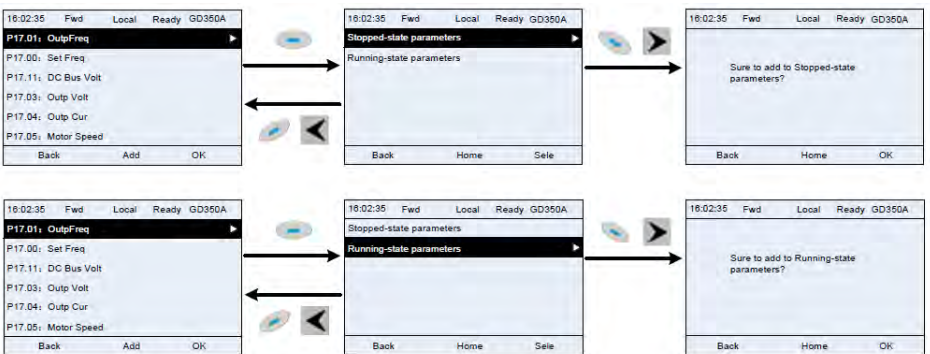 16:02:35 Fwd Local Ready GD350A
P17.01: OutpFreq
P17.00: Set Freq
P17.11: DC Bus Volt
P17.03: Outp Volt
P17.04: Outp Cur
P17.05: Motor Speed
Back Add OK
16:02:35 Fwd Local Ready GD350A
Stopped-state parameters
Running-state parameters
Back Home Sele
16:02:35 Fwd Local Ready GD350A
Sure to add to Stopped-state
parameters?
Back Home OK
16:02:35 Fwd Local Ready GD350A
P17.01: OutpFreq
P17.00: Set Freq
P17.11: DC Bus Volt
P17.03: Outp Volt
P17.04: Outp Cur
P17.05: Motor Speed
Back Add OK
16:02:35 Fwd Local Ready GD350A
Stopped-state parameters
Running-state parameters
Back Home Sele
16:02:35 Fwd Local Ready GD350A
Sure to add to Running-state
parameters?
Back Home OK